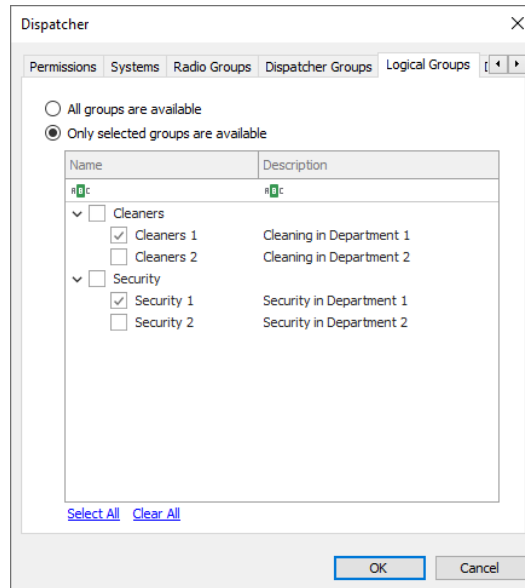 Dispatcher
Permissions Systems Radio Groups Dispatcher Groups Logical Groups
All groups are available
Only selected groups are available
Name Description
ABC ABC
Cleaners
Cleaners 1 Cleaning in Department 1
Cleaners 2 Cleaning in Department 2
Security
Security 1 Security in Department 1
Security 2 Security in Department 2
Select All Clear All
OK Cancel